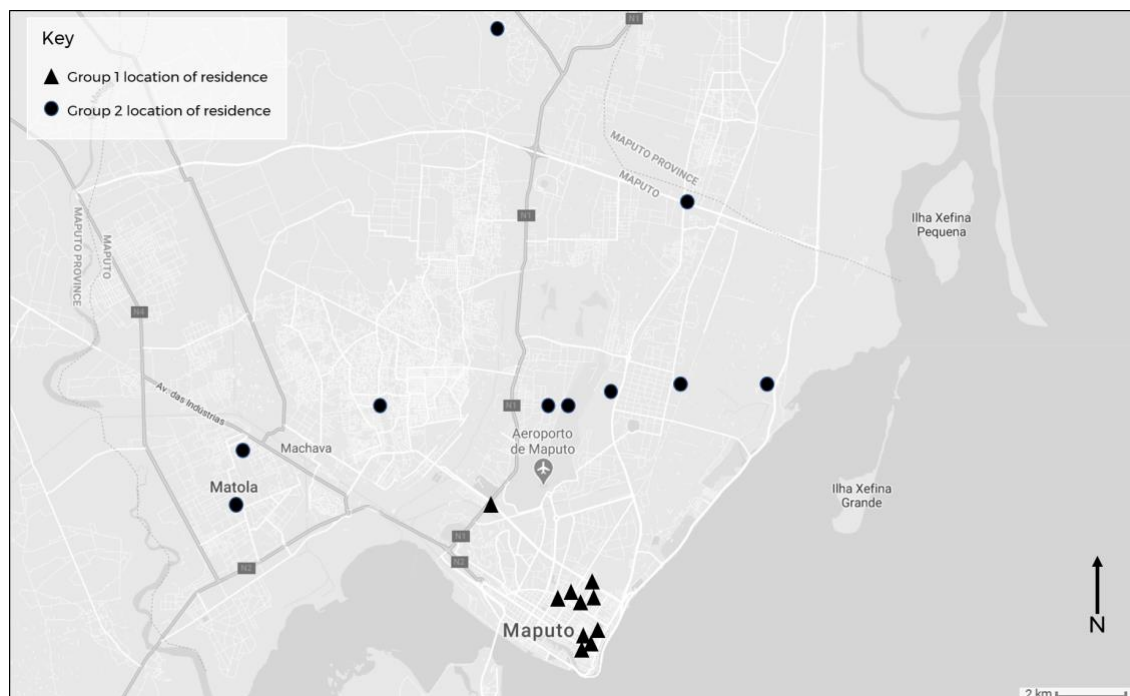 Key
Group 1 location of residence
Group 2 location of residence
N1
MAPUTO PROVINCE
MAPUTO
Ilha Xefina
Pequena
N1
MAPUTO
MAPUTO PROVINCE
N4
Av. das Indústrias
N1
Aeroporto
de Maputo
Machava
Matola
Ilha Xefina
Grande
N1
N2
N2
Maputo
N
2 km